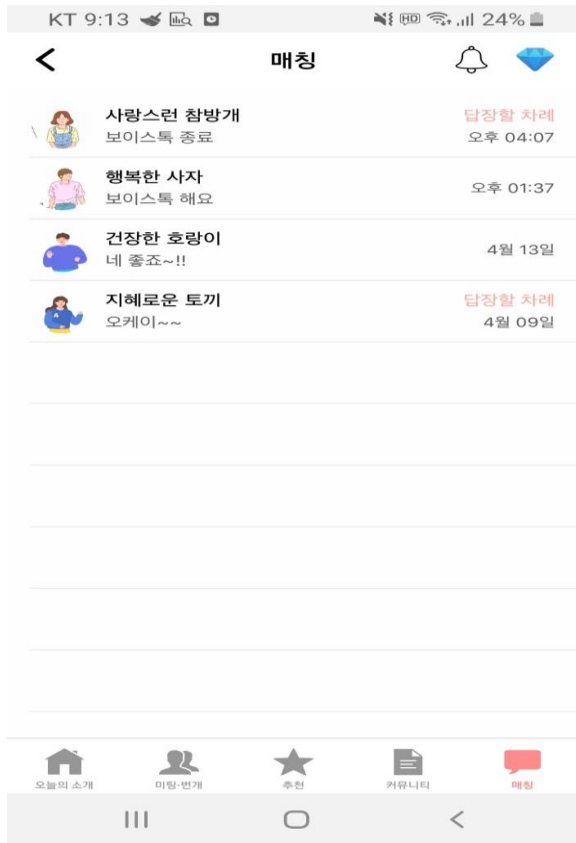 KT 9:13
HD 24%
매칭
사랑스런 참방개
답장할 차례
보이스톡 종료
오후 04:07
행복한 사자
보이스톡 해요
오후 01:37
건장한 호랑이
네 좋죠~!!
4월 13일
지혜로운 토끼
답장할 차례
오케이~~
4월 09일
오늘의 소개
미팅·번개
추천
커뮤니티
매칭